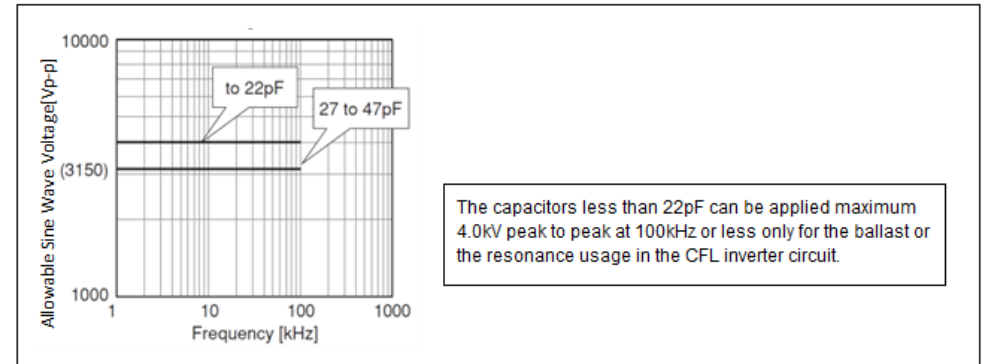 10000
to 22pF
27 to 47pF
(3150)
1000
1
10
100
1000
Frequency [kHz]
Allowable Sine Wave Voltage[Vp-p]
The capacitors less than 22pF can be applied maximum
4.0kV peak to peak at 100kHz or less only for the ballast or
the resonance usage in the CFL inverter circuit.